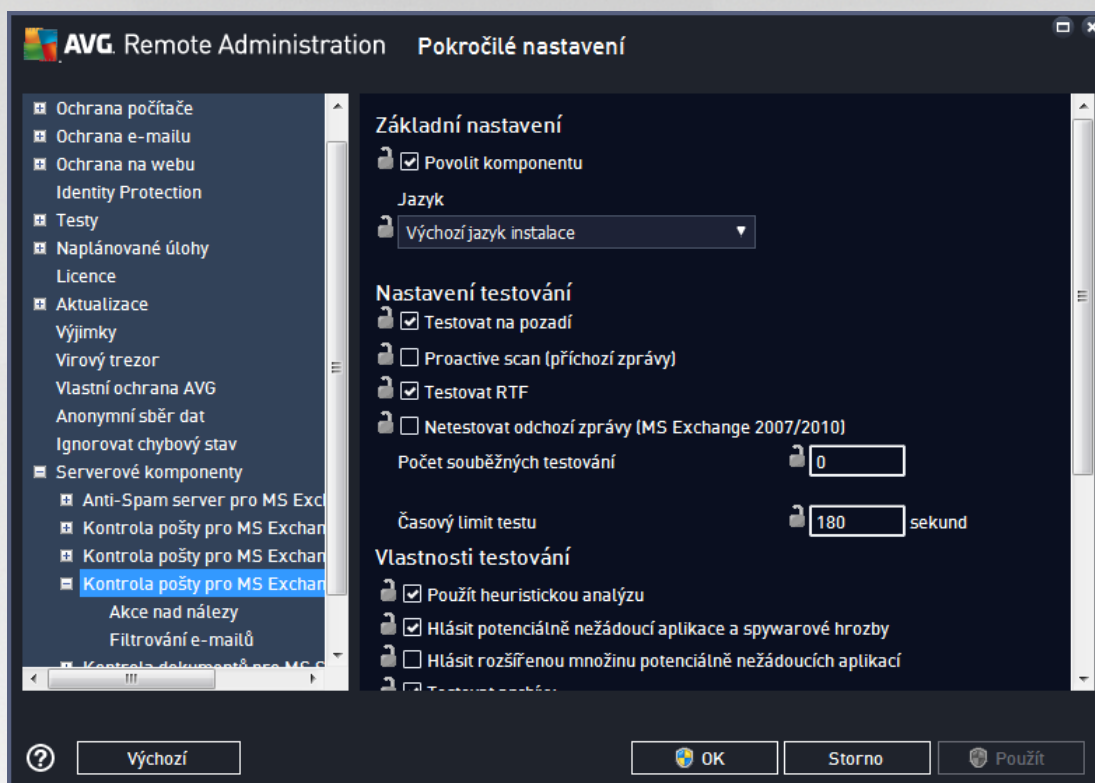 AVG. Remote Administration Pokročilé nastavení
Ochrana počítače
Ochrana e-mailu
Ochrana na webu
Identity Protection
Testy
Naplánované úlohy
Licence
Aktualizace
Výjimky
Virový trezor
Vlastní ochrana AVG
Anonymní sběr dat
Ignorovat chybový stav
Serverové komponenty
Anti-Spam server pro MS Excl
Kontrola pošty pro MS Exchan
Kontrola pošty pro MS Exchan
Kontrola pošty pro MS Exchan
Akce nad nálezy
Filtrování e-mailů
Kontrola dokumentů pro MS S
Základní nastavení
Povolit komponentu
Jazyk
Výchozí jazyk instalace
Nastavení testování
Testovat na pozadí
Proactive scan (příchozí zprávy)
Testovat RTF
Netestovat odchozí zprávy (MS Exchange 2007/2010)
Počet souběžných testování 0
Časový limit testu 180 sekund
Vlastnosti testování
Použít heuristickou analýzu
Hlásit potenciálně nežádoucí aplikace a spywarové hrozby
Hlásit rozšířenou množinu potenciálně nežádoucích aplikací
Testovat
Výchozí
OK
Storno
Použít